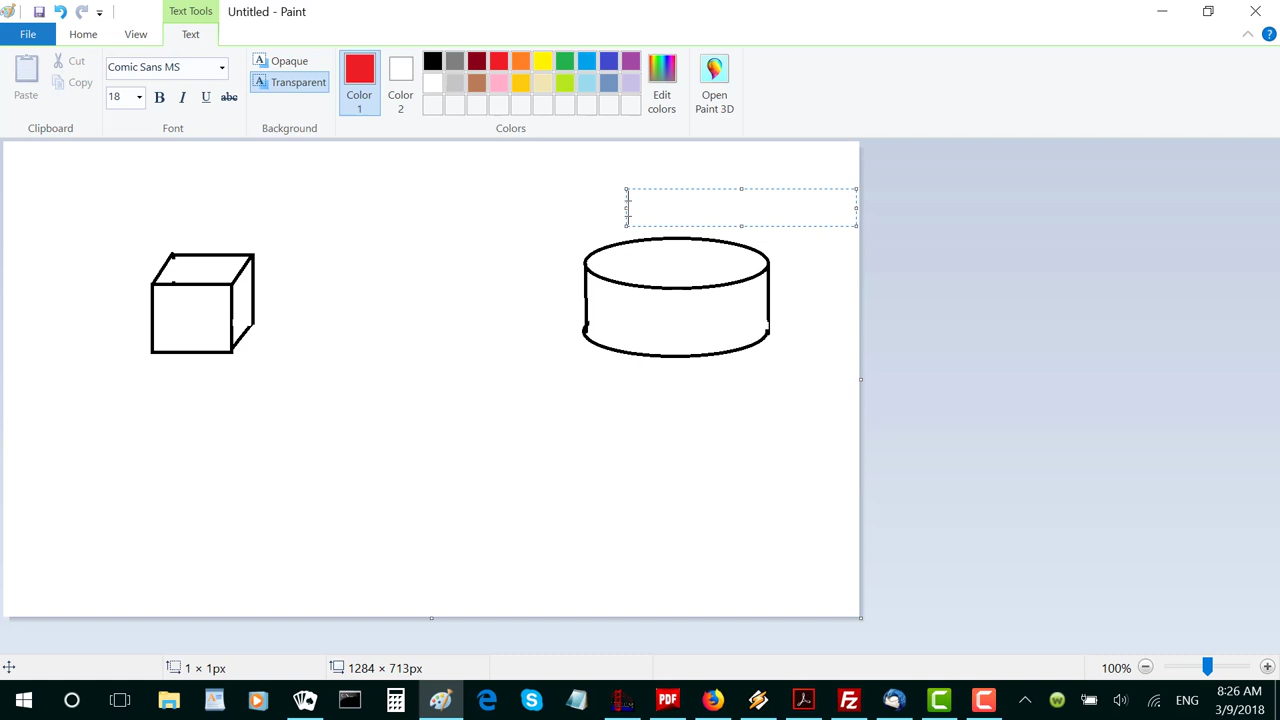 Text Tools
Untitled - Paint
File
Home
View
Text
Paste
Cut
Copy
Clipboard
Comic Sans MS
18
B
I
U
abc
Font
A
Opaque
A
Transparent
Background
Color
1
Color
2
Edit
colors
Colors
Open
Paint 3D
1 × 1px
1284 × 713px
100%
PDF
ENG
8:26 AM
3/9/2018